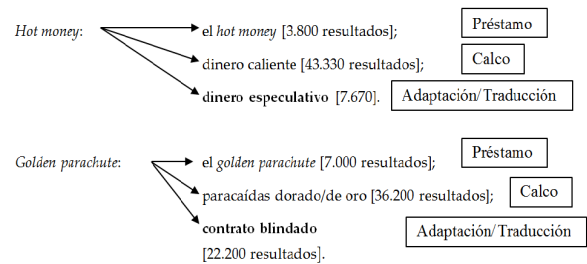 Hot money: el hot money [3.800 resultados]; Préstamo
dinero caliente [43.330 resultados]; Calco
dinero especulativo [7.670]. Adaptación/Traducción
Golden parachute: el golden parachute [7.000 resultados]; Préstamo
paracaídas dorado/de oro [36.200 resultados]; Calco
contrato blindado Adaptación/Traducción
[22.200 resultados].